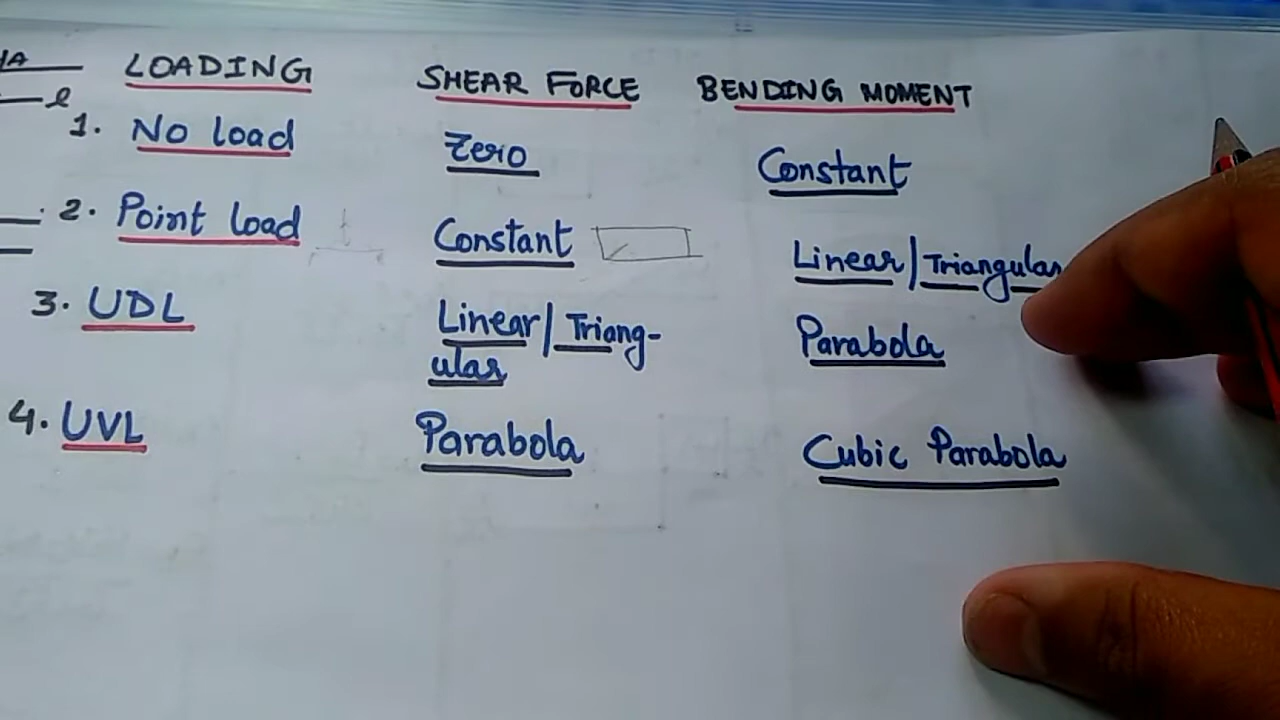 LOADING SHEAR FORCE BENDING MOMENT
1. No load Zero Constant
2. Point load Constant Linear/Triangular
3. UDL Linear/Triang-
ular Parabola
4. UVL Parabola Cubic Parabola